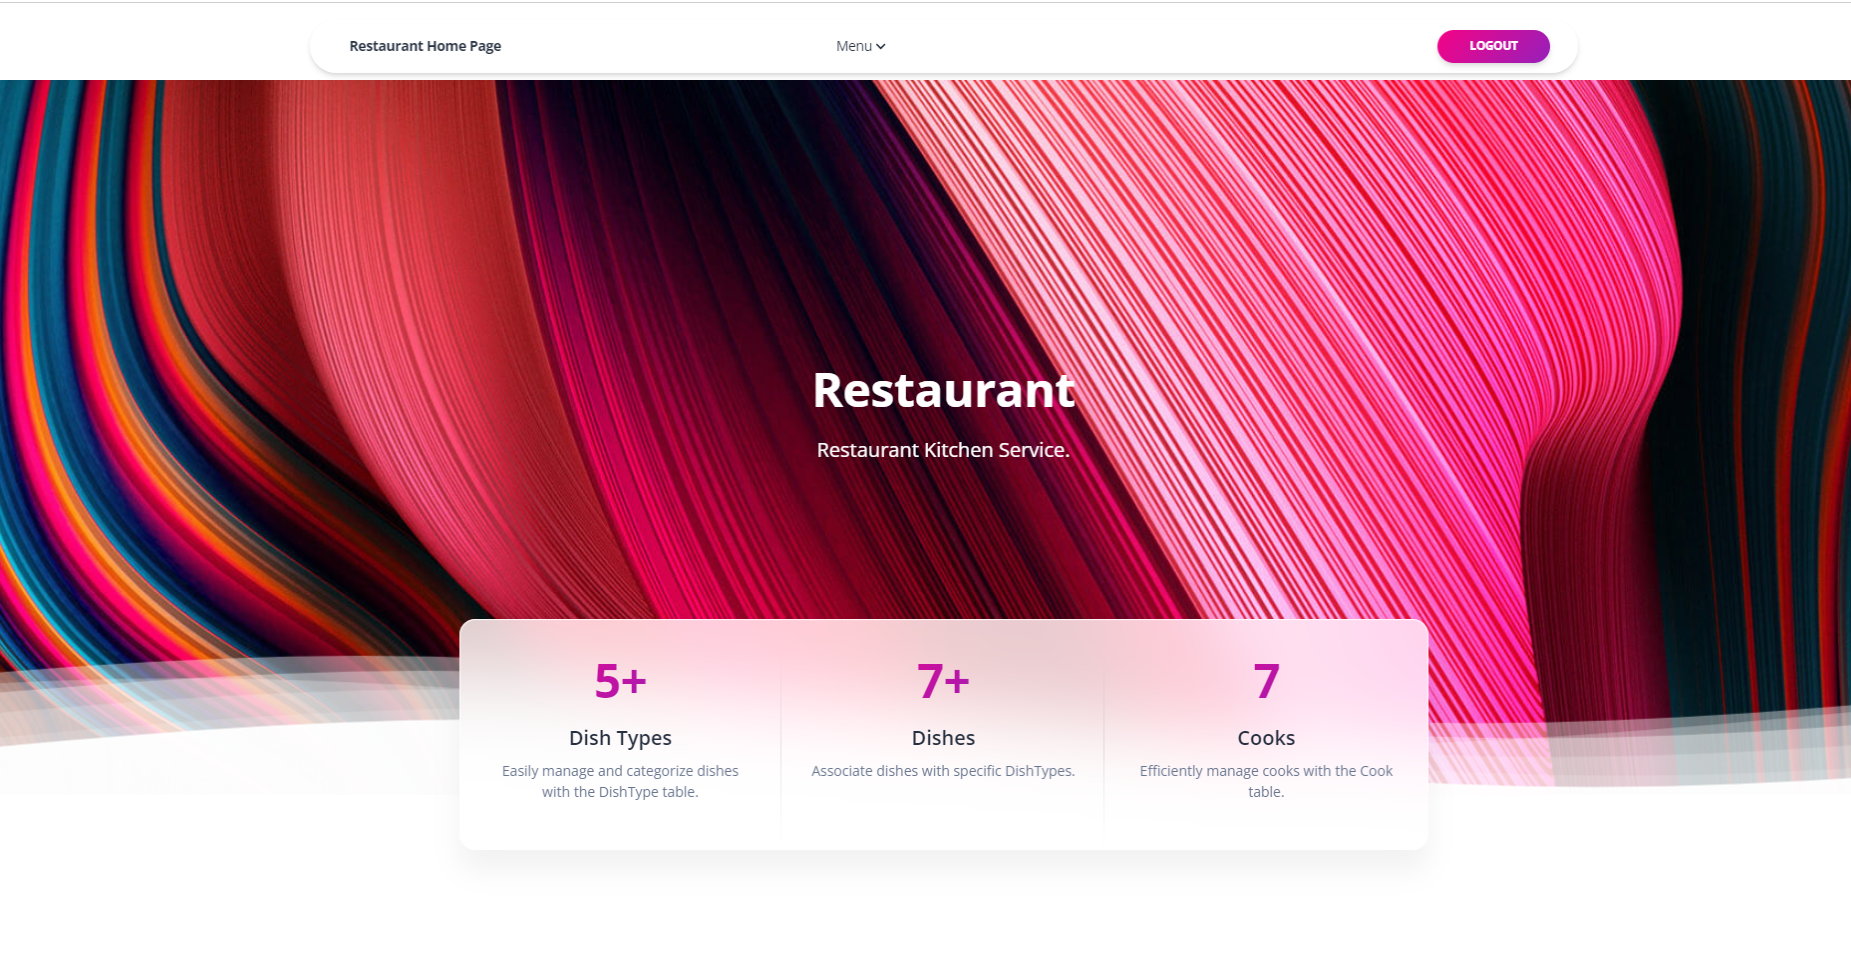 Restaurant Home Page
Menu
LOGOUT
Restaurant
Restaurant Kitchen Service.
5+
Dish Types
Easily manage and categorize dishes
with the DishType table.
7+
Dishes
Associate dishes with specific DishTypes.
7
Cooks
Efficiently manage cooks with the Cook
table.